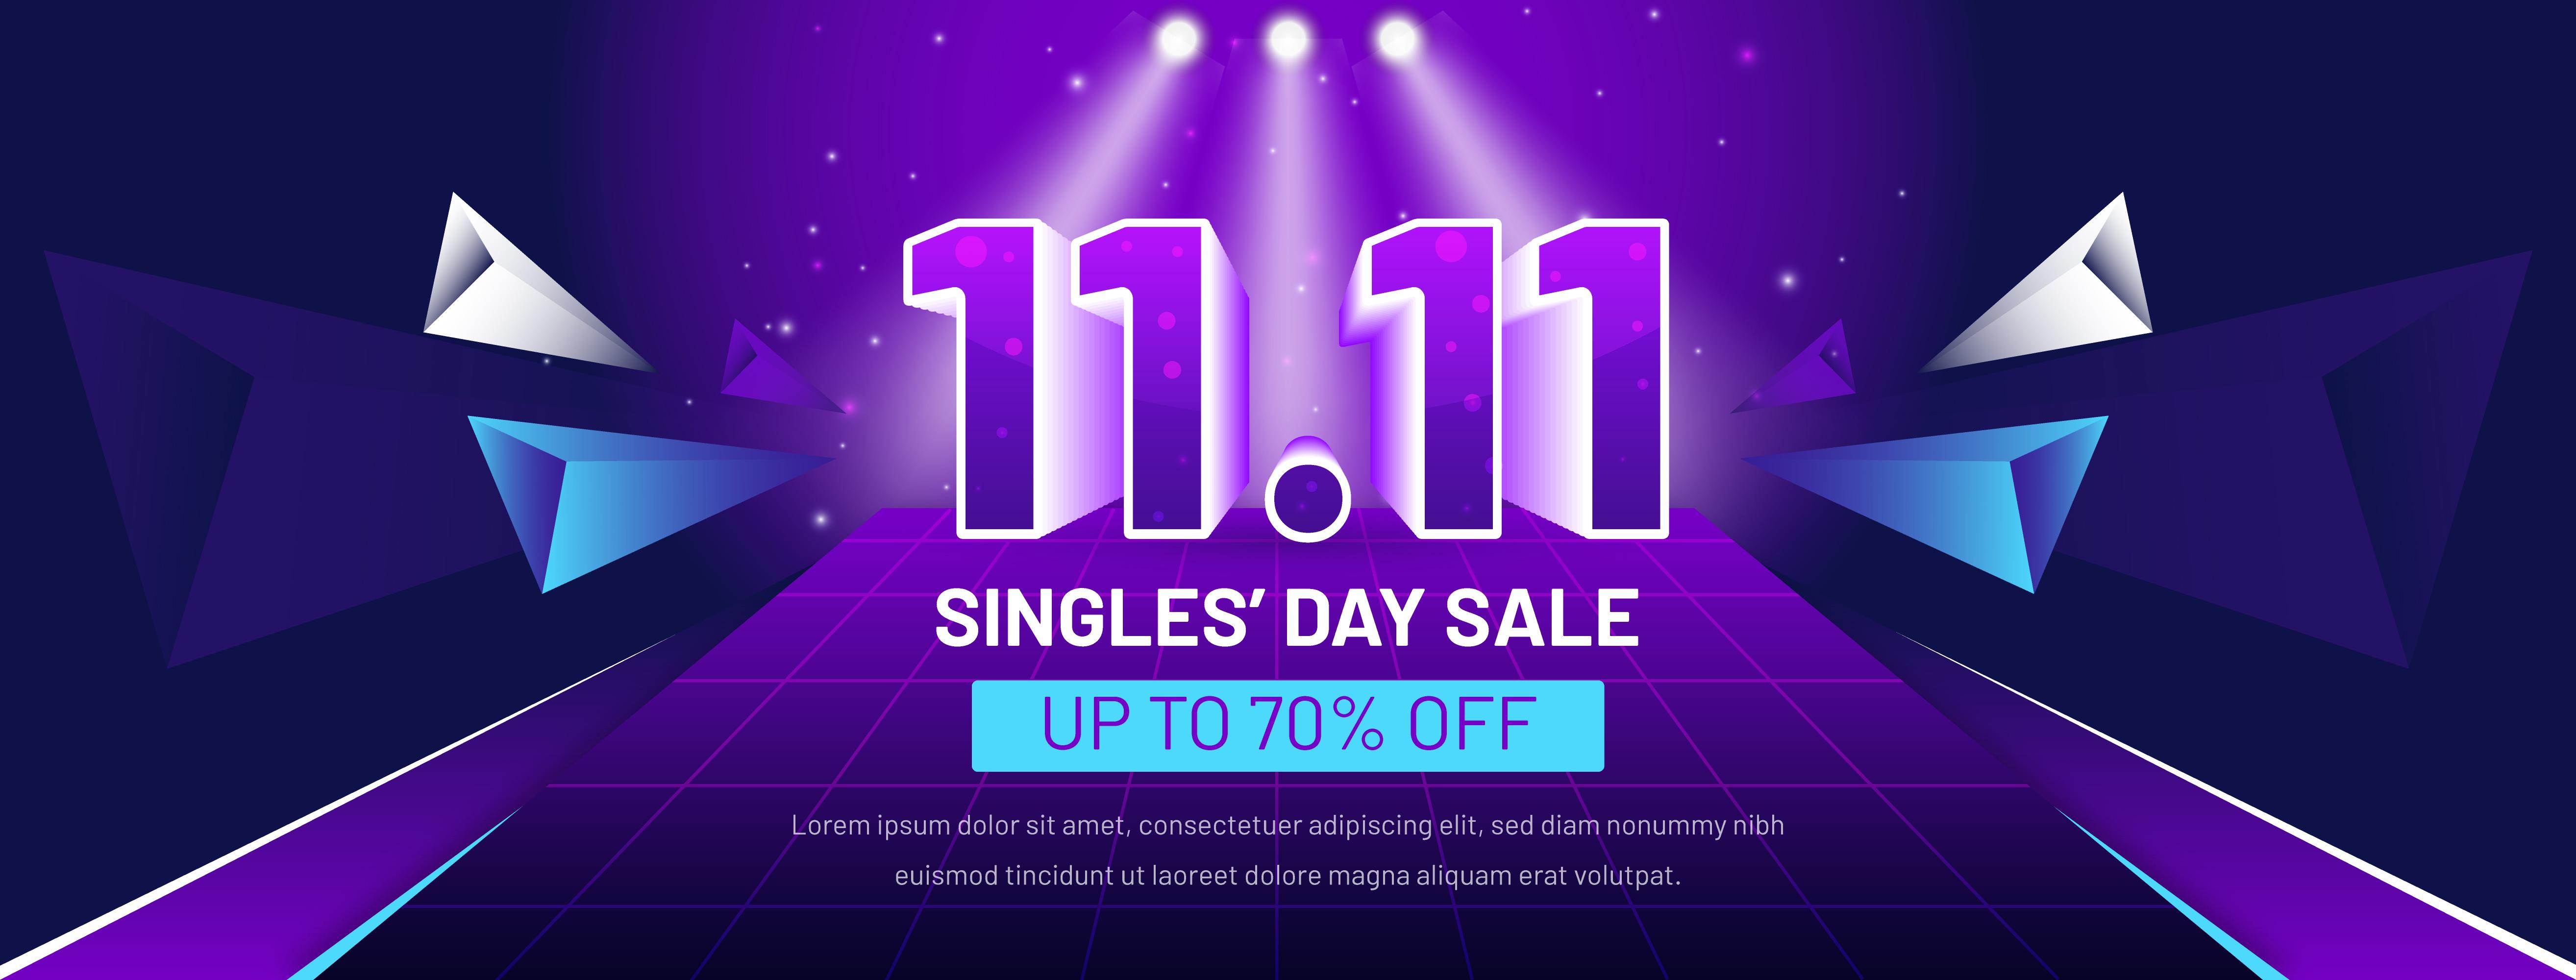 11.11
SINGLES’ DAY SALE
UP TO 70% OFF
Lorem ipsum dolor sit amet, consectetuer adipiscing elit, sed diam nonummy nibh
euismod tincidunt ut laoreet dolore magna aliquam erat volutpat.